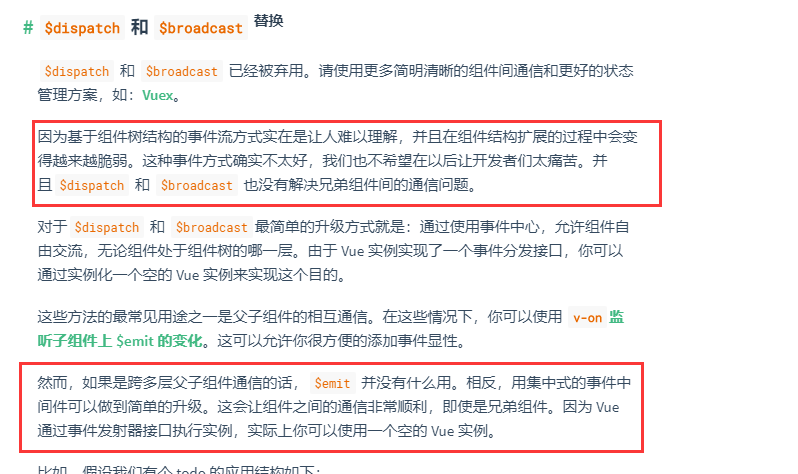 # $dispatch 和 $broadcast 替换
$dispatch 和 $broadcast 已经被弃用。请使用更多简明清晰的组件间通信和更好的状态
管理方案，如：Vuex。
因为基于组件树结构的事件流方式实在是让人难以理解，并且在组件结构扩展的过程中会变
得越来越脆弱。这种事件方式确实不太好，我们也不希望在以后让开发者们太痛苦。并
且 $dispatch 和 $broadcast 也没有解决兄弟组件间的通信问题。
对于 $dispatch 和 $broadcast 最简单的升级方式就是：通过使用事件中心，允许组件自
由交流，无论组件处于组件树的哪一层。由于 Vue 实例实现了一个事件分发接口，你可以
通过实例化一个空的 Vue 实例来实现这个目的。
这些方法的最常见用途之一是父子组件的相互通信。在这些情况下，你可以使用 v-on 监
听子组件上 $emit 的变化。这可以允许你很方便的添加事件显性。
然而，如果是跨多层父子组件通信的话， $emit 并没有什么用。相反，用集中式的事件中
间件可以做到简单的升级。这会让组件之间的通信非常顺利，即使是兄弟组件。因为 Vue
通过事件发射器接口执行实例，实际上你可以使用一个空的 Vue 实例。
比如，假设我们有个 todo 的应用结构如下：